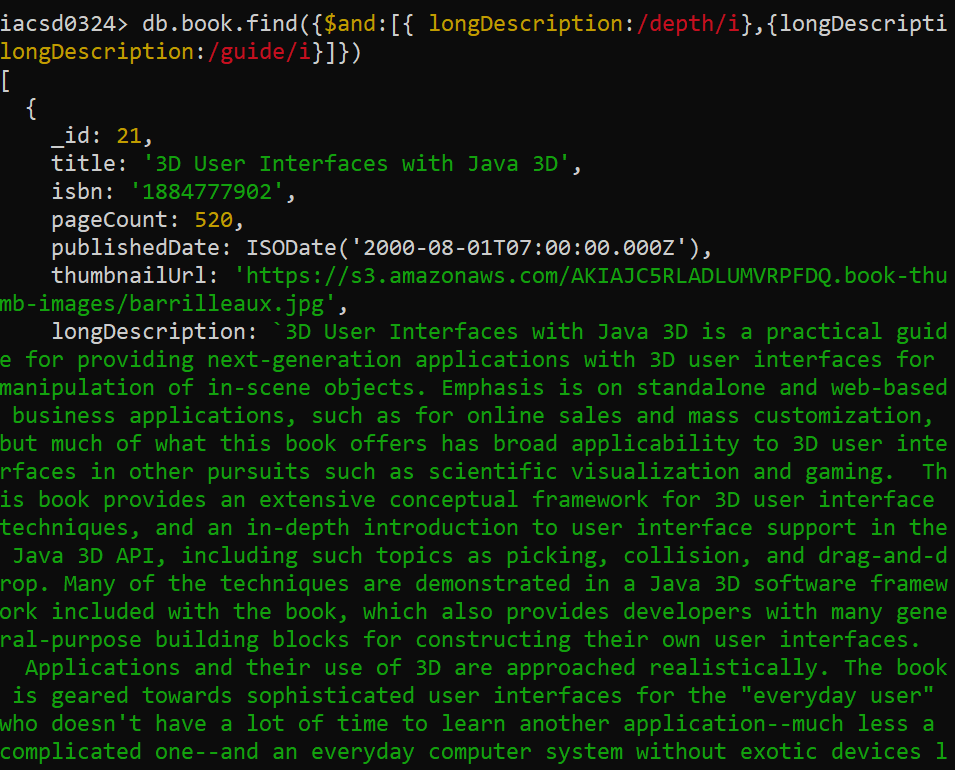 iacsd0324> db.book.find({$and:[{ longDescription:/depth/i},{longDescripti
longDescription:/guide/i}]})
[
  {
    _id: 21,
    title: '3D User Interfaces with Java 3D',
    isbn: '1884777902',
    pageCount: 520,
    publishedDate: ISODate('2000-08-01T07:00:00.000Z'),
    thumbnailUrl: 'https://s3.amazonaws.com/AKIAJC5RLADLUMVRPFDQ.book-thu
mb-images/barrilleaux.jpg',
    longDescription: `3D User Interfaces with Java 3D is a practical guid
e for providing next-generation applications with 3D user interfaces for
manipulation of in-scene objects. Emphasis is on standalone and web-based
 business applications, such as for online sales and mass customization,
but much of what this book offers has broad applicability to 3D user inte
rfaces in other pursuits such as scientific visualization and gaming.  Th
is book provides an extensive conceptual framework for 3D user interface
techniques, and an in-depth introduction to user interface support in the
 Java 3D API, including such topics as picking, collision, and drag-and-d
rop. Many of the techniques are demonstrated in a Java 3D software framew
ork included with the book, which also provides developers with many gene
ral-purpose building blocks for constructing their own user interfaces.
  Applications and their use of 3D are approached realistically. The book
 is geared towards sophisticated user interfaces for the "everyday user"
who doesn't have a lot of time to learn another application--much less a
complicated one--and an everyday computer system without exotic devices l